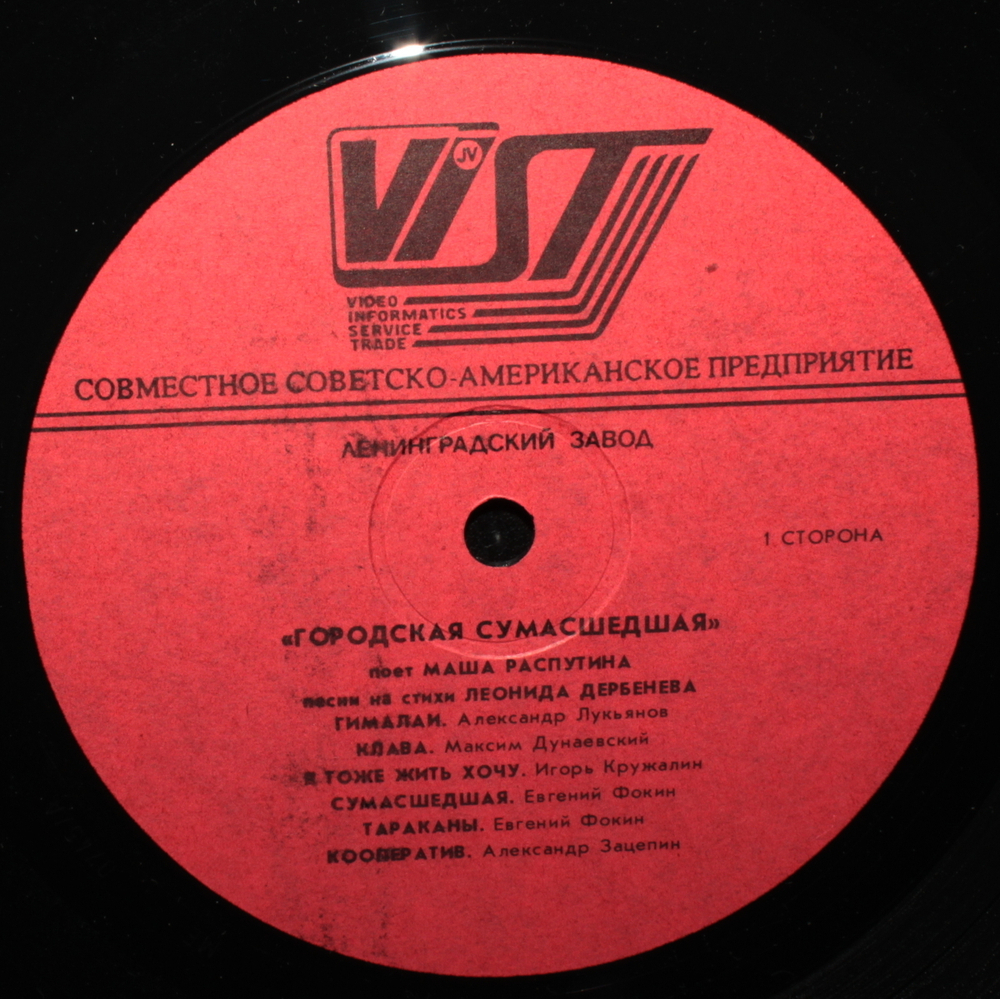 ViST
JV
VIDEO
INFORMATICS
SERVICE
TRADE
СОВМЕСТНОЕ СОВЕТСКО-АМЕРИКАНСКОЕ ПРЕДПРИЯТИЕ
ЛЕНИНГРАДСКИЙ ЗАВОД
1 СТОРОНА
«ГОРОДСКАЯ СУМАСШЕДШАЯ»
поет МАША РАСПУТИНА
песни на стихи ЛЕОНИДА ДЕРБЕНЕВА
ГИМАЛАИ. Александр Лукьянов
КЛАВА. Максим Дунаевский
Я ТОЖЕ ЖИТЬ ХОЧУ. Игорь Кружалин
СУМАСШЕДШАЯ. Евгений Фокин
ТАРАКАНЫ. Евгений Фокин
КООПЕРАТИВ. Александр Зацепин